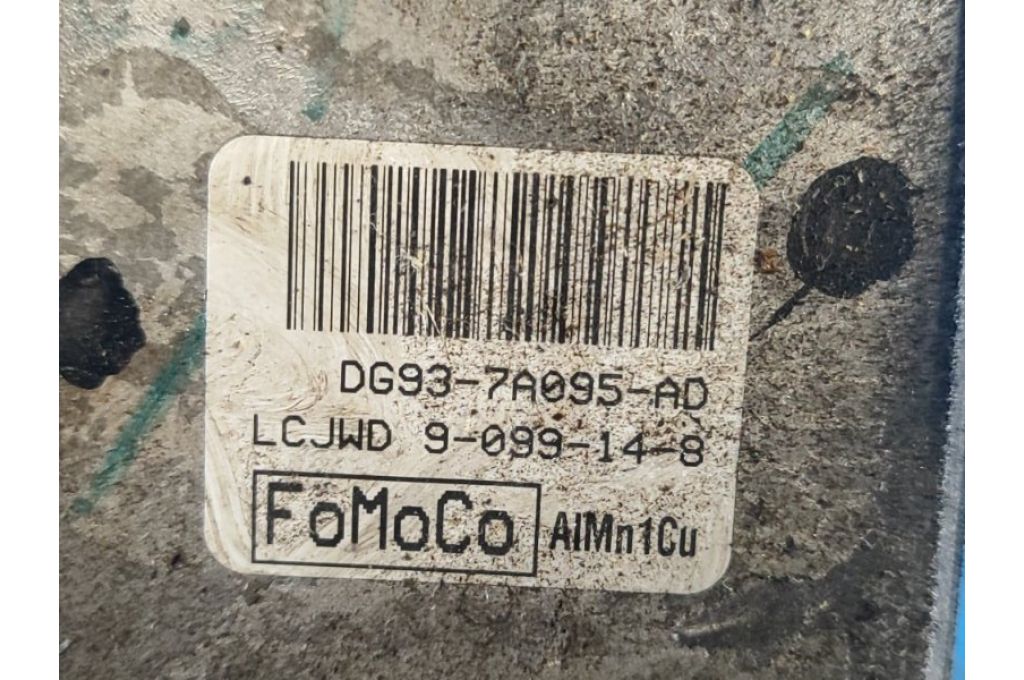 DG93-7A095-AD
LCJWD 9-099-14-8
FoMoCo AlMn1Cu